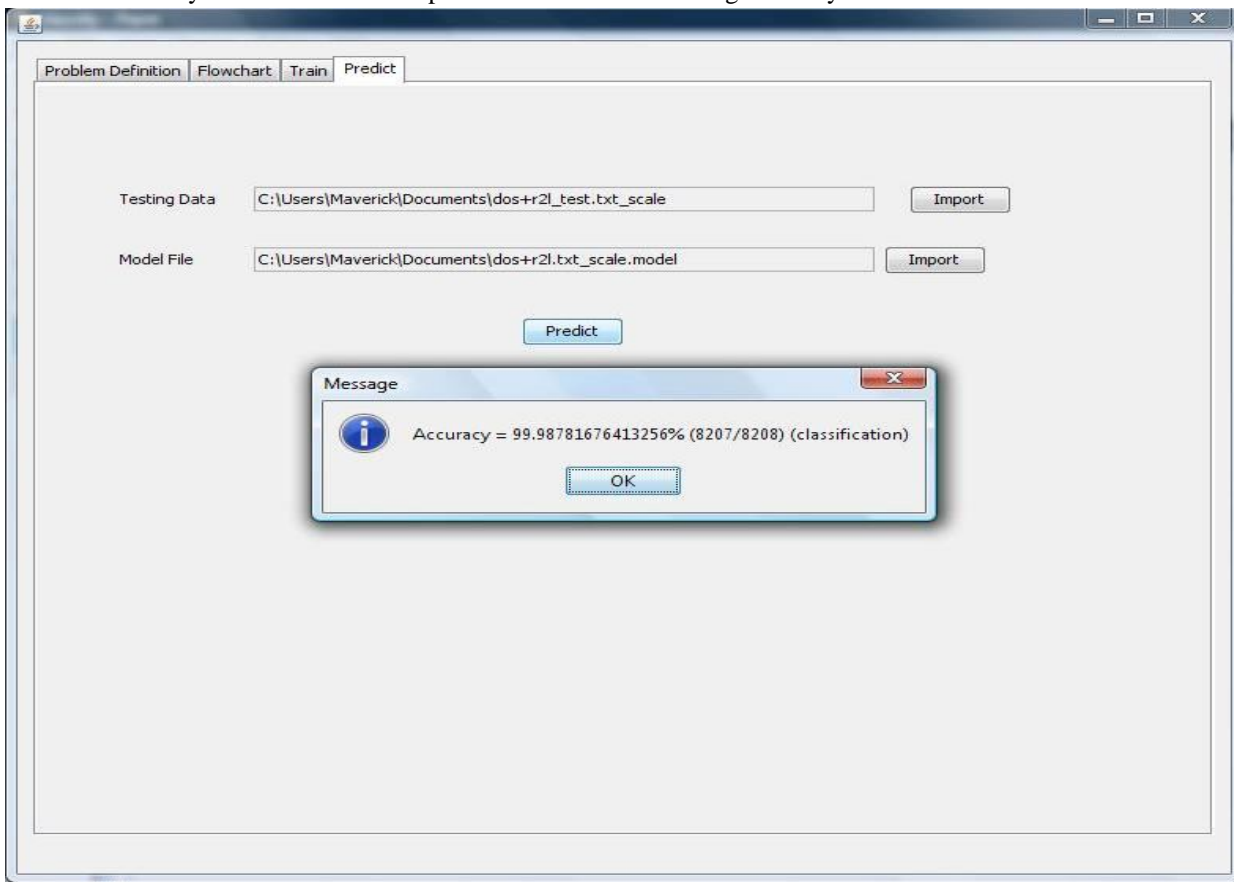 Problem Definition Flowchart Train Predict
Testing Data C:\Users\Maverick\Documents\dos+r2l_test.txt_scale Import
Model File C:\Users\Maverick\Documents\dos+r2l.txt_scale.model Import
Predict
Message
Accuracy = 99.98781676413256% (8207/8208) (classification)
OK